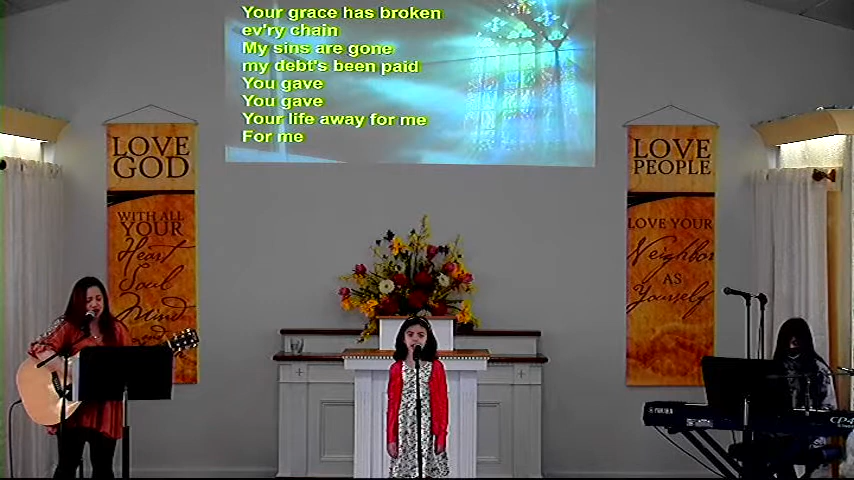 Your grace has broken
ev'ry chain
My sins are gone
my debt's been paid
You gave
You gave
Your life away for me
For me
LOVE
GOD
WITH ALL
YOUR
Heart
Soul
Mind
and
LOVE
PEOPLE
LOVE YOUR
Neighbor
AS
Yourself
YAMAHA
CP4